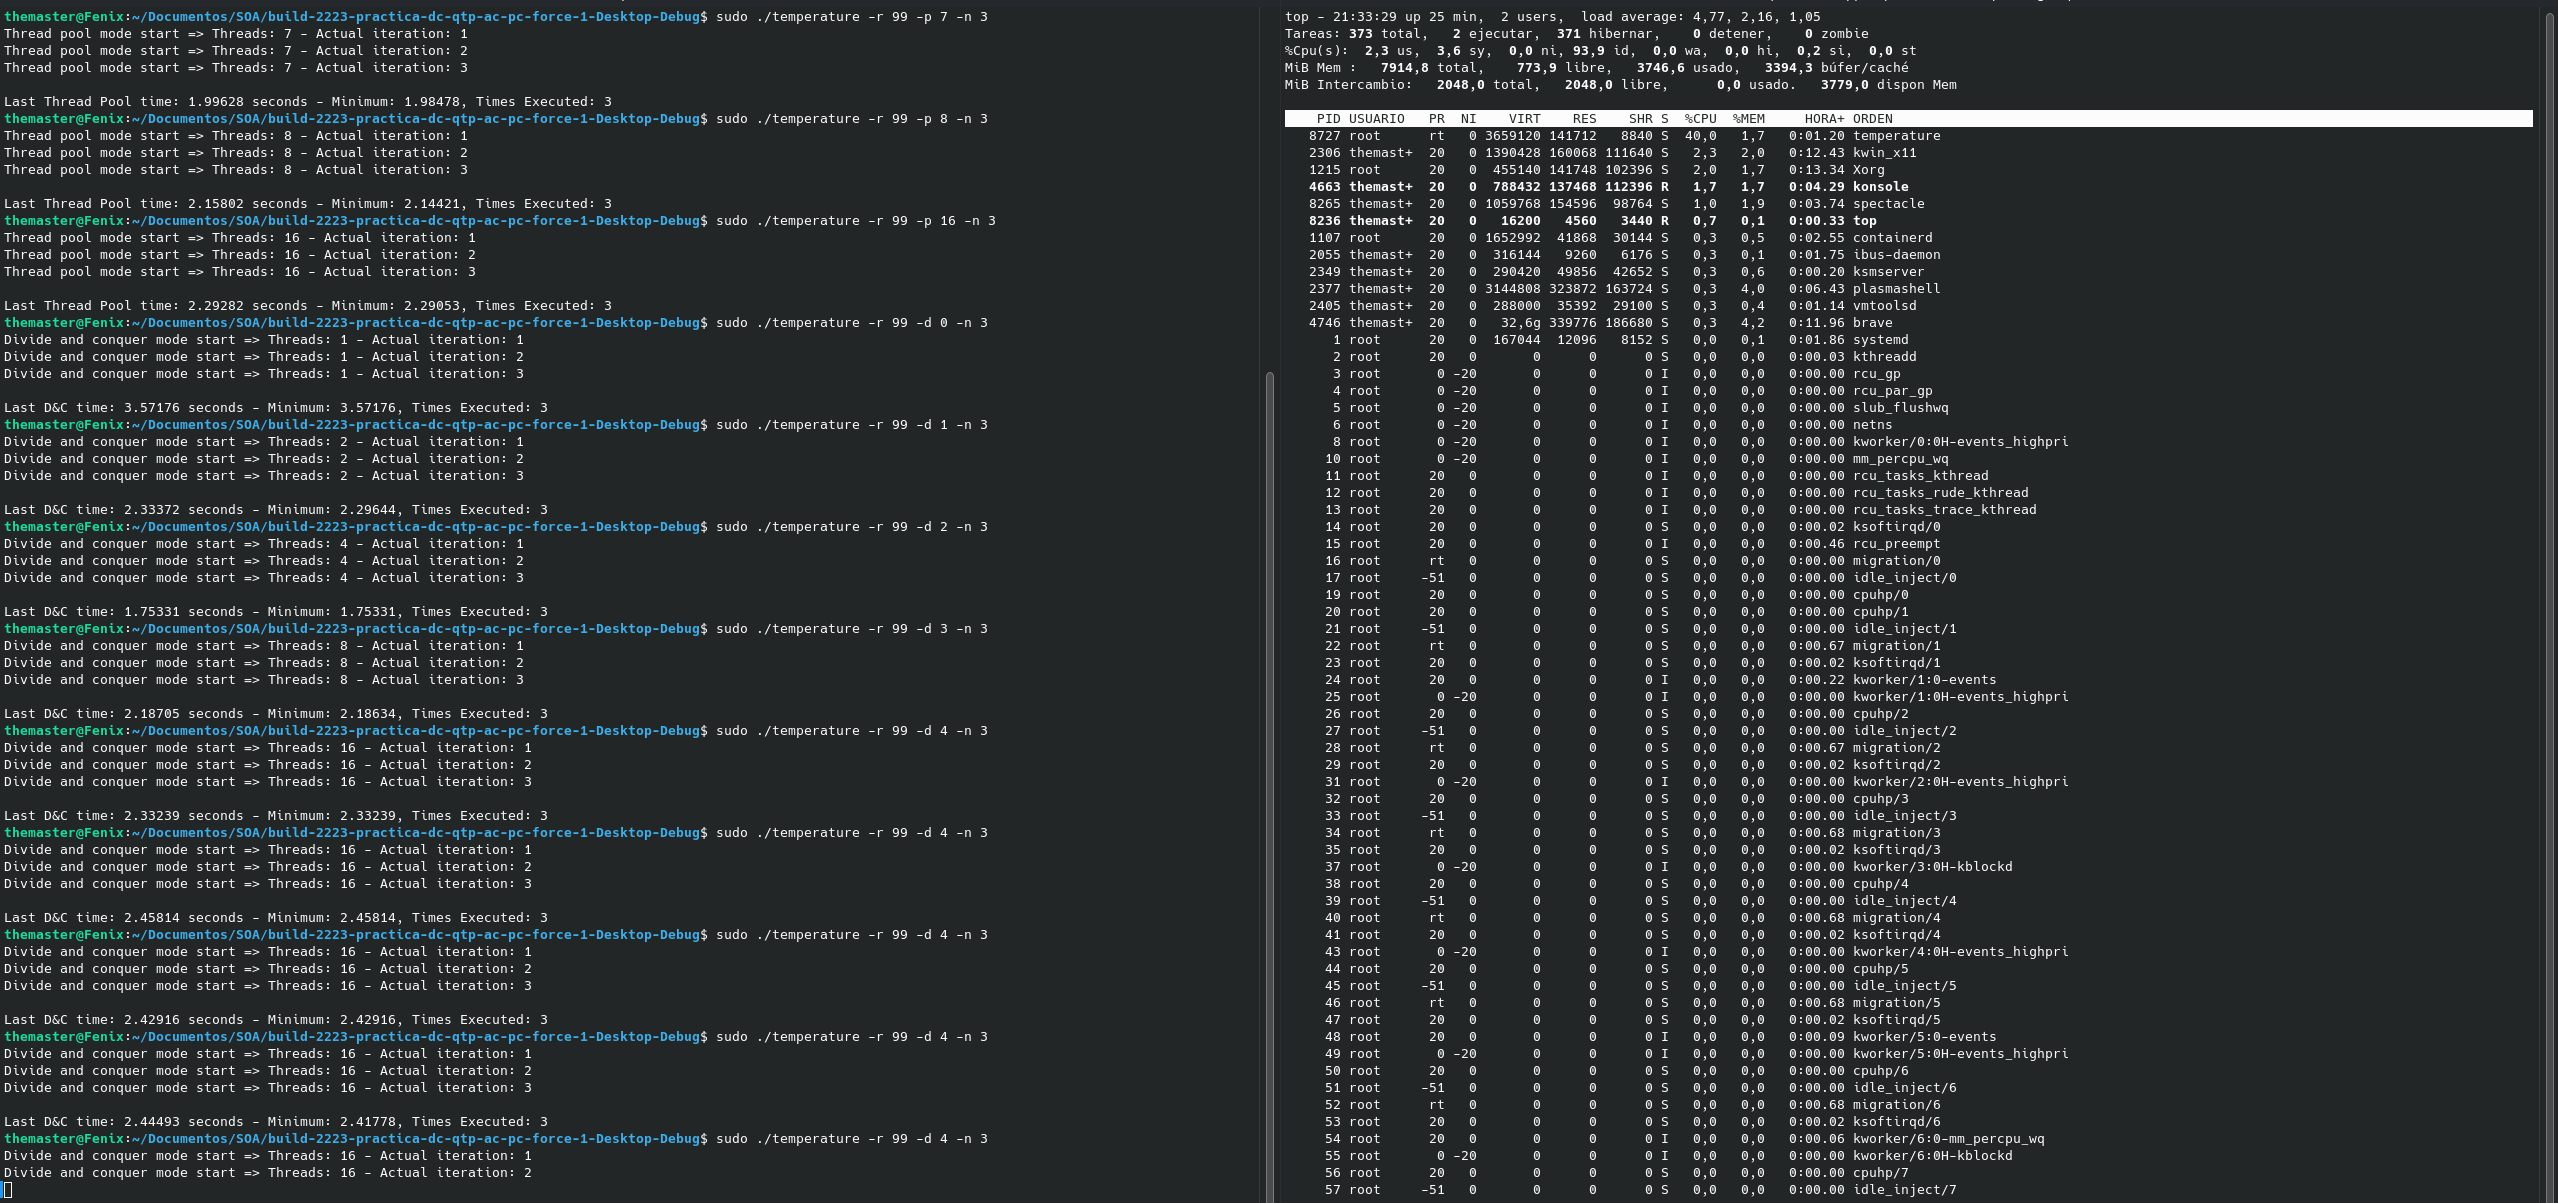 themaster@Fenix:~/Documentos/SOA/build-2223-practica-dc-qtp-ac-pc-force-1-Desktop-Debug$ sudo ./temperature -r 99 -p 7 -n 3
Thread pool mode start => Threads: 7 - Actual iteration: 1
Thread pool mode start => Threads: 7 - Actual iteration: 2
Thread pool mode start => Threads: 7 - Actual iteration: 3

Last Thread Pool time: 1.99628 seconds - Minimum: 1.98478, Times Executed: 3
themaster@Fenix:~/Documentos/SOA/build-2223-practica-dc-qtp-ac-pc-force-1-Desktop-Debug$ sudo ./temperature -r 99 -p 8 -n 3
Thread pool mode start => Threads: 8 - Actual iteration: 1
Thread pool mode start => Threads: 8 - Actual iteration: 2
Thread pool mode start => Threads: 8 - Actual iteration: 3

Last Thread Pool time: 2.15802 seconds - Minimum: 2.14421, Times Executed: 3
themaster@Fenix:~/Documentos/SOA/build-2223-practica-dc-qtp-ac-pc-force-1-Desktop-Debug$ sudo ./temperature -r 99 -p 16 -n 3
Thread pool mode start => Threads: 16 - Actual iteration: 1
Thread pool mode start => Threads: 16 - Actual iteration: 2
Thread pool mode start => Threads: 16 - Actual iteration: 3

Last Thread Pool time: 2.29282 seconds - Minimum: 2.29053, Times Executed: 3
themaster@Fenix:~/Documentos/SOA/build-2223-practica-dc-qtp-ac-pc-force-1-Desktop-Debug$ sudo ./temperature -r 99 -d 0 -n 3
Divide and conquer mode start => Threads: 1 - Actual iteration: 1
Divide and conquer mode start => Threads: 1 - Actual iteration: 2
Divide and conquer mode start => Threads: 1 - Actual iteration: 3

Last D&C time: 3.57176 seconds - Minimum: 3.57176, Times Executed: 3
themaster@Fenix:~/Documentos/SOA/build-2223-practica-dc-qtp-ac-pc-force-1-Desktop-Debug$ sudo ./temperature -r 99 -d 1 -n 3
Divide and conquer mode start => Threads: 2 - Actual iteration: 1
Divide and conquer mode start => Threads: 2 - Actual iteration: 2
Divide and conquer mode start => Threads: 2 - Actual iteration: 3

Last D&C time: 2.33372 seconds - Minimum: 2.29644, Times Executed: 3
themaster@Fenix:~/Documentos/SOA/build-2223-practica-dc-qtp-ac-pc-force-1-Desktop-Debug$ sudo ./temperature -r 99 -d 2 -n 3
Divide and conquer mode start => Threads: 4 - Actual iteration: 1
Divide and conquer mode start => Threads: 4 - Actual iteration: 2
Divide and conquer mode start => Threads: 4 - Actual iteration: 3

Last D&C time: 1.75331 seconds - Minimum: 1.75331, Times Executed: 3
themaster@Fenix:~/Documentos/SOA/build-2223-practica-dc-qtp-ac-pc-force-1-Desktop-Debug$ sudo ./temperature -r 99 -d 3 -n 3
Divide and conquer mode start => Threads: 8 - Actual iteration: 1
Divide and conquer mode start => Threads: 8 - Actual iteration: 2
Divide and conquer mode start => Threads: 8 - Actual iteration: 3

Last D&C time: 2.18705 seconds - Minimum: 2.18634, Times Executed: 3
themaster@Fenix:~/Documentos/SOA/build-2223-practica-dc-qtp-ac-pc-force-1-Desktop-Debug$ sudo ./temperature -r 99 -d 4 -n 3
Divide and conquer mode start => Threads: 16 - Actual iteration: 1
Divide and conquer mode start => Threads: 16 - Actual iteration: 2
Divide and conquer mode start => Threads: 16 - Actual iteration: 3

Last D&C time: 2.33239 seconds - Minimum: 2.33239, Times Executed: 3
themaster@Fenix:~/Documentos/SOA/build-2223-practica-dc-qtp-ac-pc-force-1-Desktop-Debug$ sudo ./temperature -r 99 -d 4 -n 3
Divide and conquer mode start => Threads: 16 - Actual iteration: 1
Divide and conquer mode start => Threads: 16 - Actual iteration: 2
Divide and conquer mode start => Threads: 16 - Actual iteration: 3

Last D&C time: 2.45814 seconds - Minimum: 2.45814, Times Executed: 3
themaster@Fenix:~/Documentos/SOA/build-2223-practica-dc-qtp-ac-pc-force-1-Desktop-Debug$ sudo ./temperature -r 99 -d 4 -n 3
Divide and conquer mode start => Threads: 16 - Actual iteration: 1
Divide and conquer mode start => Threads: 16 - Actual iteration: 2
Divide and conquer mode start => Threads: 16 - Actual iteration: 3

Last D&C time: 2.42916 seconds - Minimum: 2.42916, Times Executed: 3
themaster@Fenix:~/Documentos/SOA/build-2223-practica-dc-qtp-ac-pc-force-1-Desktop-Debug$ sudo ./temperature -r 99 -d 4 -n 3
Divide and conquer mode start => Threads: 16 - Actual iteration: 1
Divide and conquer mode start => Threads: 16 - Actual iteration: 2
Divide and conquer mode start => Threads: 16 - Actual iteration: 3

Last D&C time: 2.44493 seconds - Minimum: 2.41778, Times Executed: 3
themaster@Fenix:~/Documentos/SOA/build-2223-practica-dc-qtp-ac-pc-force-1-Desktop-Debug$ sudo ./temperature -r 99 -d 4 -n 3
Divide and conquer mode start => Threads: 16 - Actual iteration: 1
Divide and conquer mode start => Threads: 16 - Actual iteration: 2

top - 21:33:29 up 25 min, 2 users, load average: 4,77, 2,16, 1,05
Tareas: 373 total, 2 ejecutar, 371 hibernar, 0 detener, 0 zombie
%Cpu(s): 2,3 us, 3,6 sy, 0,0 ni, 93,9 id, 0,0 wa, 0,0 hi, 0,2 si, 0,0 st
MiB Mem : 7914,8 total, 773,9 libre, 3746,6 usado, 3394,3 búfer/caché
MiB Intercambio: 2048,0 total, 2048,0 libre, 0,0 usado. 3779,0 dispon Mem

PID USUARIO PR NI VIRT RES SHR S %CPU %MEM HORA+ ORDEN
8727 root rt 0 3659120 141712 8840 S 40,0 1,7 0:01.20 temperature
2306 themast+ 20 0 1390428 160068 111640 S 2,3 2,0 0:12.43 kwin_x11
1215 root 20 0 455140 141748 102396 S 2,0 1,7 0:13.34 Xorg
4663 themast+ 20 0 788432 137468 112396 R 1,7 1,7 0:04.29 konsole
8265 themast+ 20 0 1059768 154596 98764 S 1,0 1,9 0:03.74 spectacle
8236 themast+ 20 0 16200 4560 3440 R 0,7 0,1 0:00.33 top
1107 root 20 0 1652992 41868 30144 S 0,3 0,5 0:02.55 containerd
2055 themast+ 20 0 316144 9260 6176 S 0,3 0,1 0:01.75 ibus-daemon
2349 themast+ 20 0 290420 49856 42652 S 0,3 0,6 0:00.20 ksmserver
2377 themast+ 20 0 3144808 323872 163724 S 0,3 4,0 0:06.43 plasmashell
2405 themast+ 20 0 288000 35392 29100 S 0,3 0,4 0:01.14 vmtoolsd
4746 themast+ 20 0 32,6g 339776 186680 S 0,3 4,2 0:11.96 brave
1 root 20 0 167044 12096 8152 S 0,0 0,1 0:01.86 systemd
2 root 20 0 0 0 0 S 0,0 0,0 0:00.03 kthreadd
3 root 0 -20 0 0 0 I 0,0 0,0 0:00.00 rcu_gp
4 root 0 -20 0 0 0 I 0,0 0,0 0:00.00 rcu_par_gp
5 root 0 -20 0 0 0 I 0,0 0,0 0:00.00 slub_flushwq
6 root 0 -20 0 0 0 I 0,0 0,0 0:00.00 netns
8 root 0 -20 0 0 0 I 0,0 0,0 0:00.00 kworker/0:0H-events_highpri
10 root 0 -20 0 0 0 I 0,0 0,0 0:00.00 mm_percpu_wq
11 root 20 0 0 0 0 I 0,0 0,0 0:00.00 rcu_tasks_kthread
12 root 20 0 0 0 0 I 0,0 0,0 0:00.00 rcu_tasks_rude_kthread
13 root 20 0 0 0 0 I 0,0 0,0 0:00.00 rcu_tasks_trace_kthread
14 root 20 0 0 0 0 S 0,0 0,0 0:00.02 ksoftirqd/0
15 root 20 0 0 0 0 I 0,0 0,0 0:00.46 rcu_preempt
16 root rt 0 0 0 0 S 0,0 0,0 0:00.00 migration/0
17 root -51 0 0 0 0 S 0,0 0,0 0:00.00 idle_inject/0
19 root 20 0 0 0 0 S 0,0 0,0 0:00.00 cpuhp/0
20 root 20 0 0 0 0 S 0,0 0,0 0:00.00 cpuhp/1
21 root -51 0 0 0 0 S 0,0 0,0 0:00.00 idle_inject/1
22 root rt 0 0 0 0 S 0,0 0,0 0:00.67 migration/1
23 root 20 0 0 0 0 S 0,0 0,0 0:00.02 ksoftirqd/1
24 root 20 0 0 0 0 I 0,0 0,0 0:00.22 kworker/1:0-events
25 root 0 -20 0 0 0 I 0,0 0,0 0:00.00 kworker/1:0H-events_highpri
26 root 20 0 0 0 0 S 0,0 0,0 0:00.00 cpuhp/2
27 root -51 0 0 0 0 S 0,0 0,0 0:00.00 idle_inject/2
28 root rt 0 0 0 0 S 0,0 0,0 0:00.67 migration/2
29 root 20 0 0 0 0 S 0,0 0,0 0:00.02 ksoftirqd/2
31 root 0 -20 0 0 0 I 0,0 0,0 0:00.00 kworker/2:0H-events_highpri
32 root 20 0 0 0 0 S 0,0 0,0 0:00.00 cpuhp/3
33 root -51 0 0 0 0 S 0,0 0,0 0:00.00 idle_inject/3
34 root rt 0 0 0 0 S 0,0 0,0 0:00.68 migration/3
35 root 20 0 0 0 0 S 0,0 0,0 0:00.02 ksoftirqd/3
37 root 0 -20 0 0 0 I 0,0 0,0 0:00.00 kworker/3:0H-kblockd
38 root 20 0 0 0 0 S 0,0 0,0 0:00.00 cpuhp/4
39 root -51 0 0 0 0 S 0,0 0,0 0:00.00 idle_inject/4
40 root rt 0 0 0 0 S 0,0 0,0 0:00.68 migration/4
41 root 20 0 0 0 0 S 0,0 0,0 0:00.02 ksoftirqd/4
43 root 0 -20 0 0 0 I 0,0 0,0 0:00.00 kworker/4:0H-events_highpri
44 root 20 0 0 0 0 S 0,0 0,0 0:00.00 cpuhp/5
45 root -51 0 0 0 0 S 0,0 0,0 0:00.00 idle_inject/5
46 root rt 0 0 0 0 S 0,0 0,0 0:00.68 migration/5
47 root 20 0 0 0 0 S 0,0 0,0 0:00.02 ksoftirqd/5
48 root 20 0 0 0 0 I 0,0 0,0 0:00.09 kworker/5:0-events
49 root 0 -20 0 0 0 I 0,0 0,0 0:00.00 kworker/5:0H-events_highpri
50 root 20 0 0 0 0 S 0,0 0,0 0:00.00 cpuhp/6
51 root -51 0 0 0 0 S 0,0 0,0 0:00.00 idle_inject/6
52 root rt 0 0 0 0 S 0,0 0,0 0:00.68 migration/6
53 root 20 0 0 0 0 S 0,0 0,0 0:00.02 ksoftirqd/6
54 root 20 0 0 0 0 I 0,0 0,0 0:00.06 kworker/6:0-mm_percpu_wq
55 root 0 -20 0 0 0 I 0,0 0,0 0:00.00 kworker/6:0H-kblockd
56 root 20 0 0 0 0 S 0,0 0,0 0:00.00 cpuhp/7
57 root -51 0 0 0 0 S 0,0 0,0 0:00.00 idle_inject/7